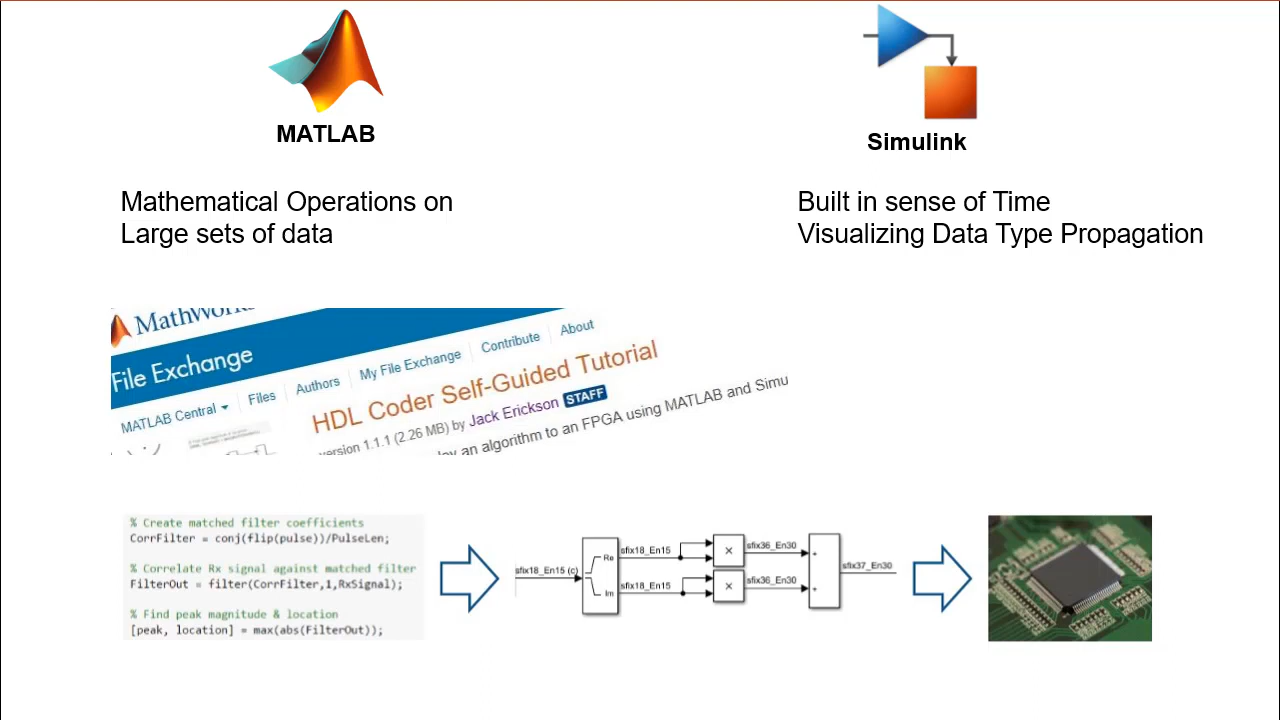 MATLAB
Simulink
Mathematical Operations on
Large sets of data
Built in sense of Time
Visualizing Data Type Propagation
MathWorks
File Exchange
MATLAB Central
Files
Authors
My File Exchange
Contribute
About
HDL Coder Self-Guided Tutorial
version 1.1.1 (2.26 MB) by Jack Erickson STAFF
an algorithm to an FPGA using MATLAB and Simu
% Create matched filter coefficients
CorrFilter = conj(flip(pulse))/PulseLen;
% Correlate Rx signal against matched filter
FilterOut = filter(CorrFilter,1,RxSignal);
% Find peak magnitude & location
[peak, location] = max(abs(FilterOut));
sfix18_En15 (c)
Re
Im
sfix18_En15
sfix18_En15
×
×
sfix36_En30
sfix36_En30
+
+
sfix37_En30